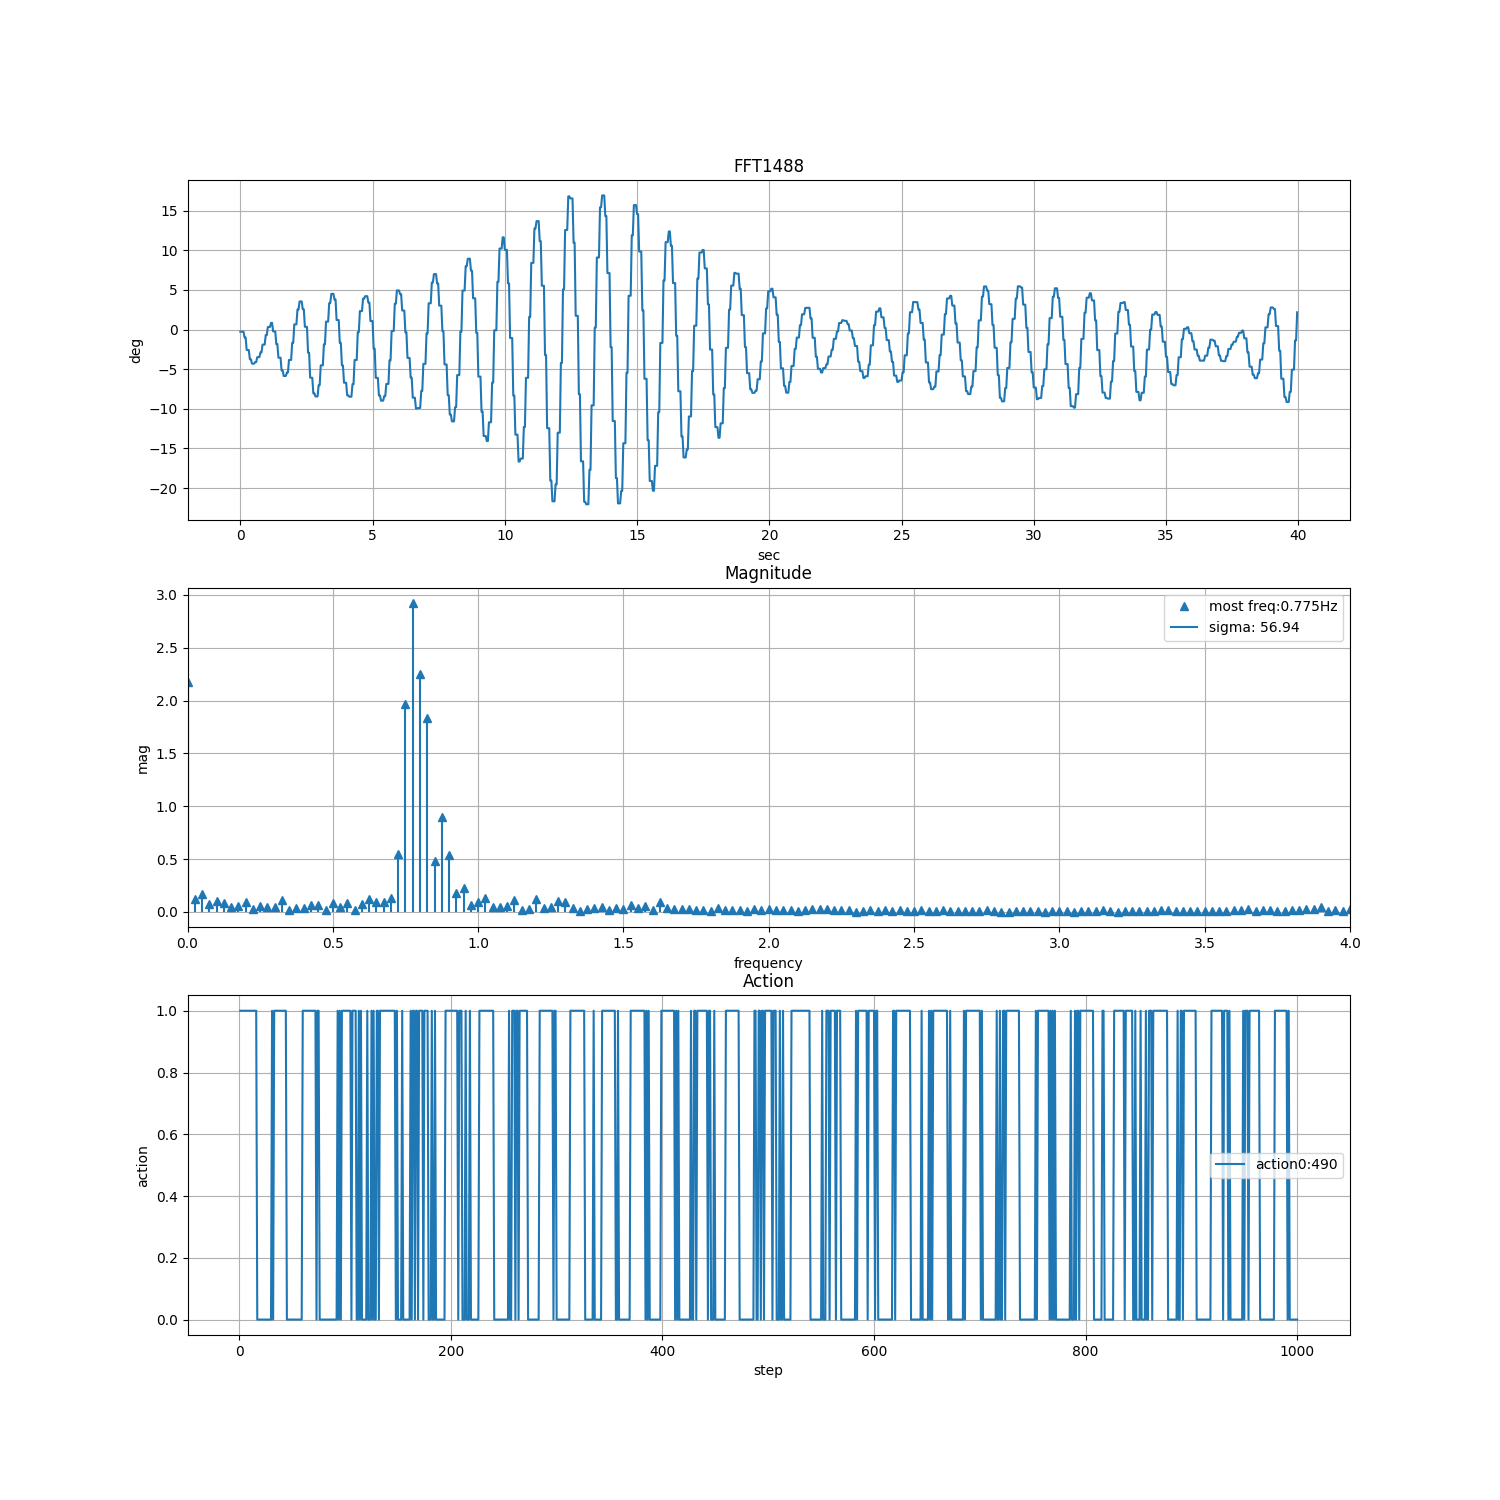 FFT1488
15
10
5
0
−5
−10
−15
−20
deg
0 5 10 15 20 25 30 35 40
sec
Magnitude
3.0
2.5
2.0
1.5
1.0
0.5
0.0
mag
most freq:0.775Hz
sigma: 56.94
0.0 0.5 1.0 1.5 2.0 2.5 3.0 3.5 4.0
frequency
Action
1.0
0.8
0.6
0.4
0.2
0.0
action
action0:490
0 200 400 600 800 1000
step